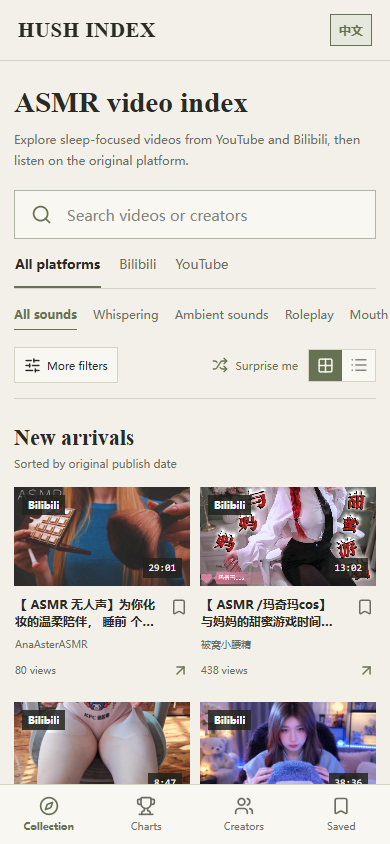 HUSH INDEX
中文
ASMR video index
Explore sleep-focused videos from YouTube and Bilibili, then
listen on the original platform.
Search videos or creators
All platforms
Bilibili
YouTube
All sounds
Whispering
Ambient sounds
Roleplay
Mouth
More filters
Surprise me
New arrivals
Sorted by original publish date
ASMR
Bilibili
29:01
Bilibili
13:02
【 ASMR 无人声】为你化
妆的温柔陪伴， 睡前 个…
AnaAsterASMR
80 views
【 ASMR /玛奇玛cos】
与妈妈的甜蜜游戏时间…
被窝小腰精
438 views
Bilibili
8:47
Bilibili
38:36
Collection
Charts
Creators
Saved